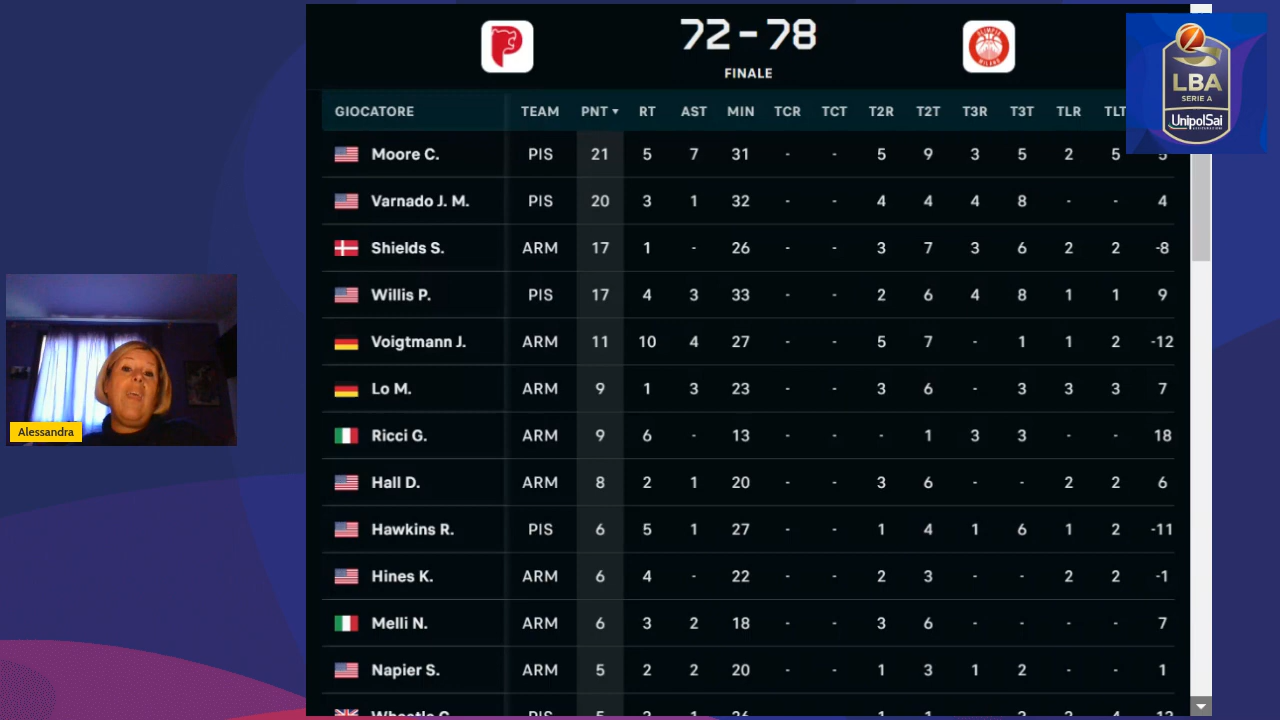 72 - 78
FINALE
OLIMPIA
MILANO
LBA
SERIE A
UnipolSai
GIOCATORE TEAM PNT RT AST MIN TCR TCT T2R T2T T3R T3T TLR TLT
Moore C. PIS 21 5 7 31 - - 5 9 3 5 2 5 5
Varnado J. M. PIS 20 3 1 32 - - 4 4 4 8 - - 4
Shields S. ARM 17 1 - 26 - - 3 7 3 6 2 2 -8
Willis P. PIS 17 4 3 33 - - 2 6 4 8 1 1 9
Voigtmann J. ARM 11 10 4 27 - - 5 7 - 1 1 2 -12
Lo M. ARM 9 1 3 23 - - 3 6 - 3 3 3 7
Ricci G. ARM 9 6 - 13 - - - 1 3 3 - - 18
Hall D. ARM 8 2 1 20 - - 3 6 - - 2 2 6
Hawkins R. PIS 6 5 1 27 - - 1 4 1 6 1 2 -11
Hines K. ARM 6 4 - 22 - - 2 3 - - 2 2 -1
Melli N. ARM 6 3 2 18 - - 3 6 - - - - 7
Napier S. ARM 5 2 2 20 - - 1 3 1 2 - - 1
Alessandra